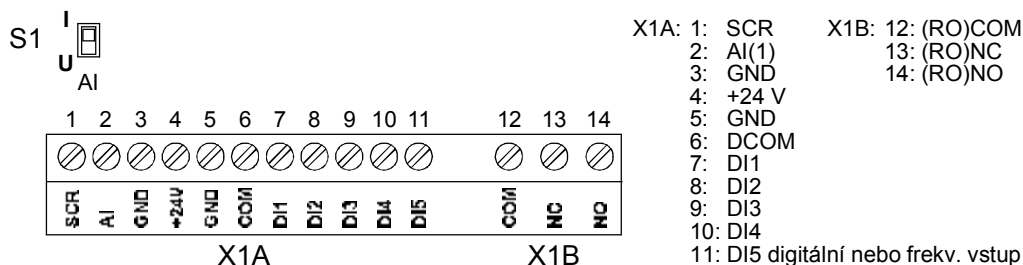 I
S1
U
AI
1 2 3 4 5 6 7 8 9 10 11 12 13 14
SCR AI GND +24V GND COM DI1 DI2 DI3 DI4 DI5 COM NC NO
X1A X1B
X1A: 1: SCR
2: AI(1)
3: GND
4: +24 V
5: GND
6: DCOM
7: DI1
8: DI2
9: DI3
10: DI4
11: DI5 digitální nebo frekv. vstup
X1B: 12: (RO)COM
13: (RO)NC
14: (RO)NO